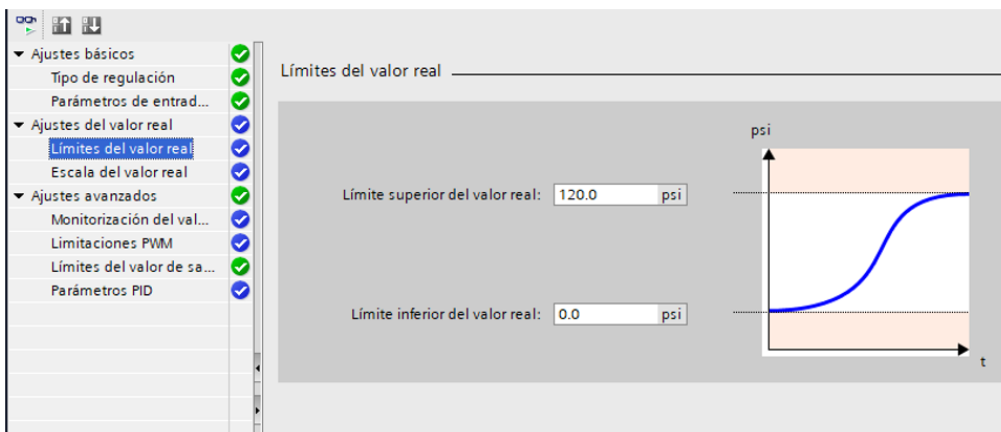 Ajustes básicos
Tipo de regulación
Parámetros de entrad...
Ajustes del valor real
Límites del valor real
Escala del valor real
Ajustes avanzados
Monitorización del val...
Limitaciones PWM
Límites del valor de sa...
Parámetros PID
Límites del valor real
psi
Límite superior del valor real: 120.0 psi
Límite inferior del valor real: 0.0 psi
t